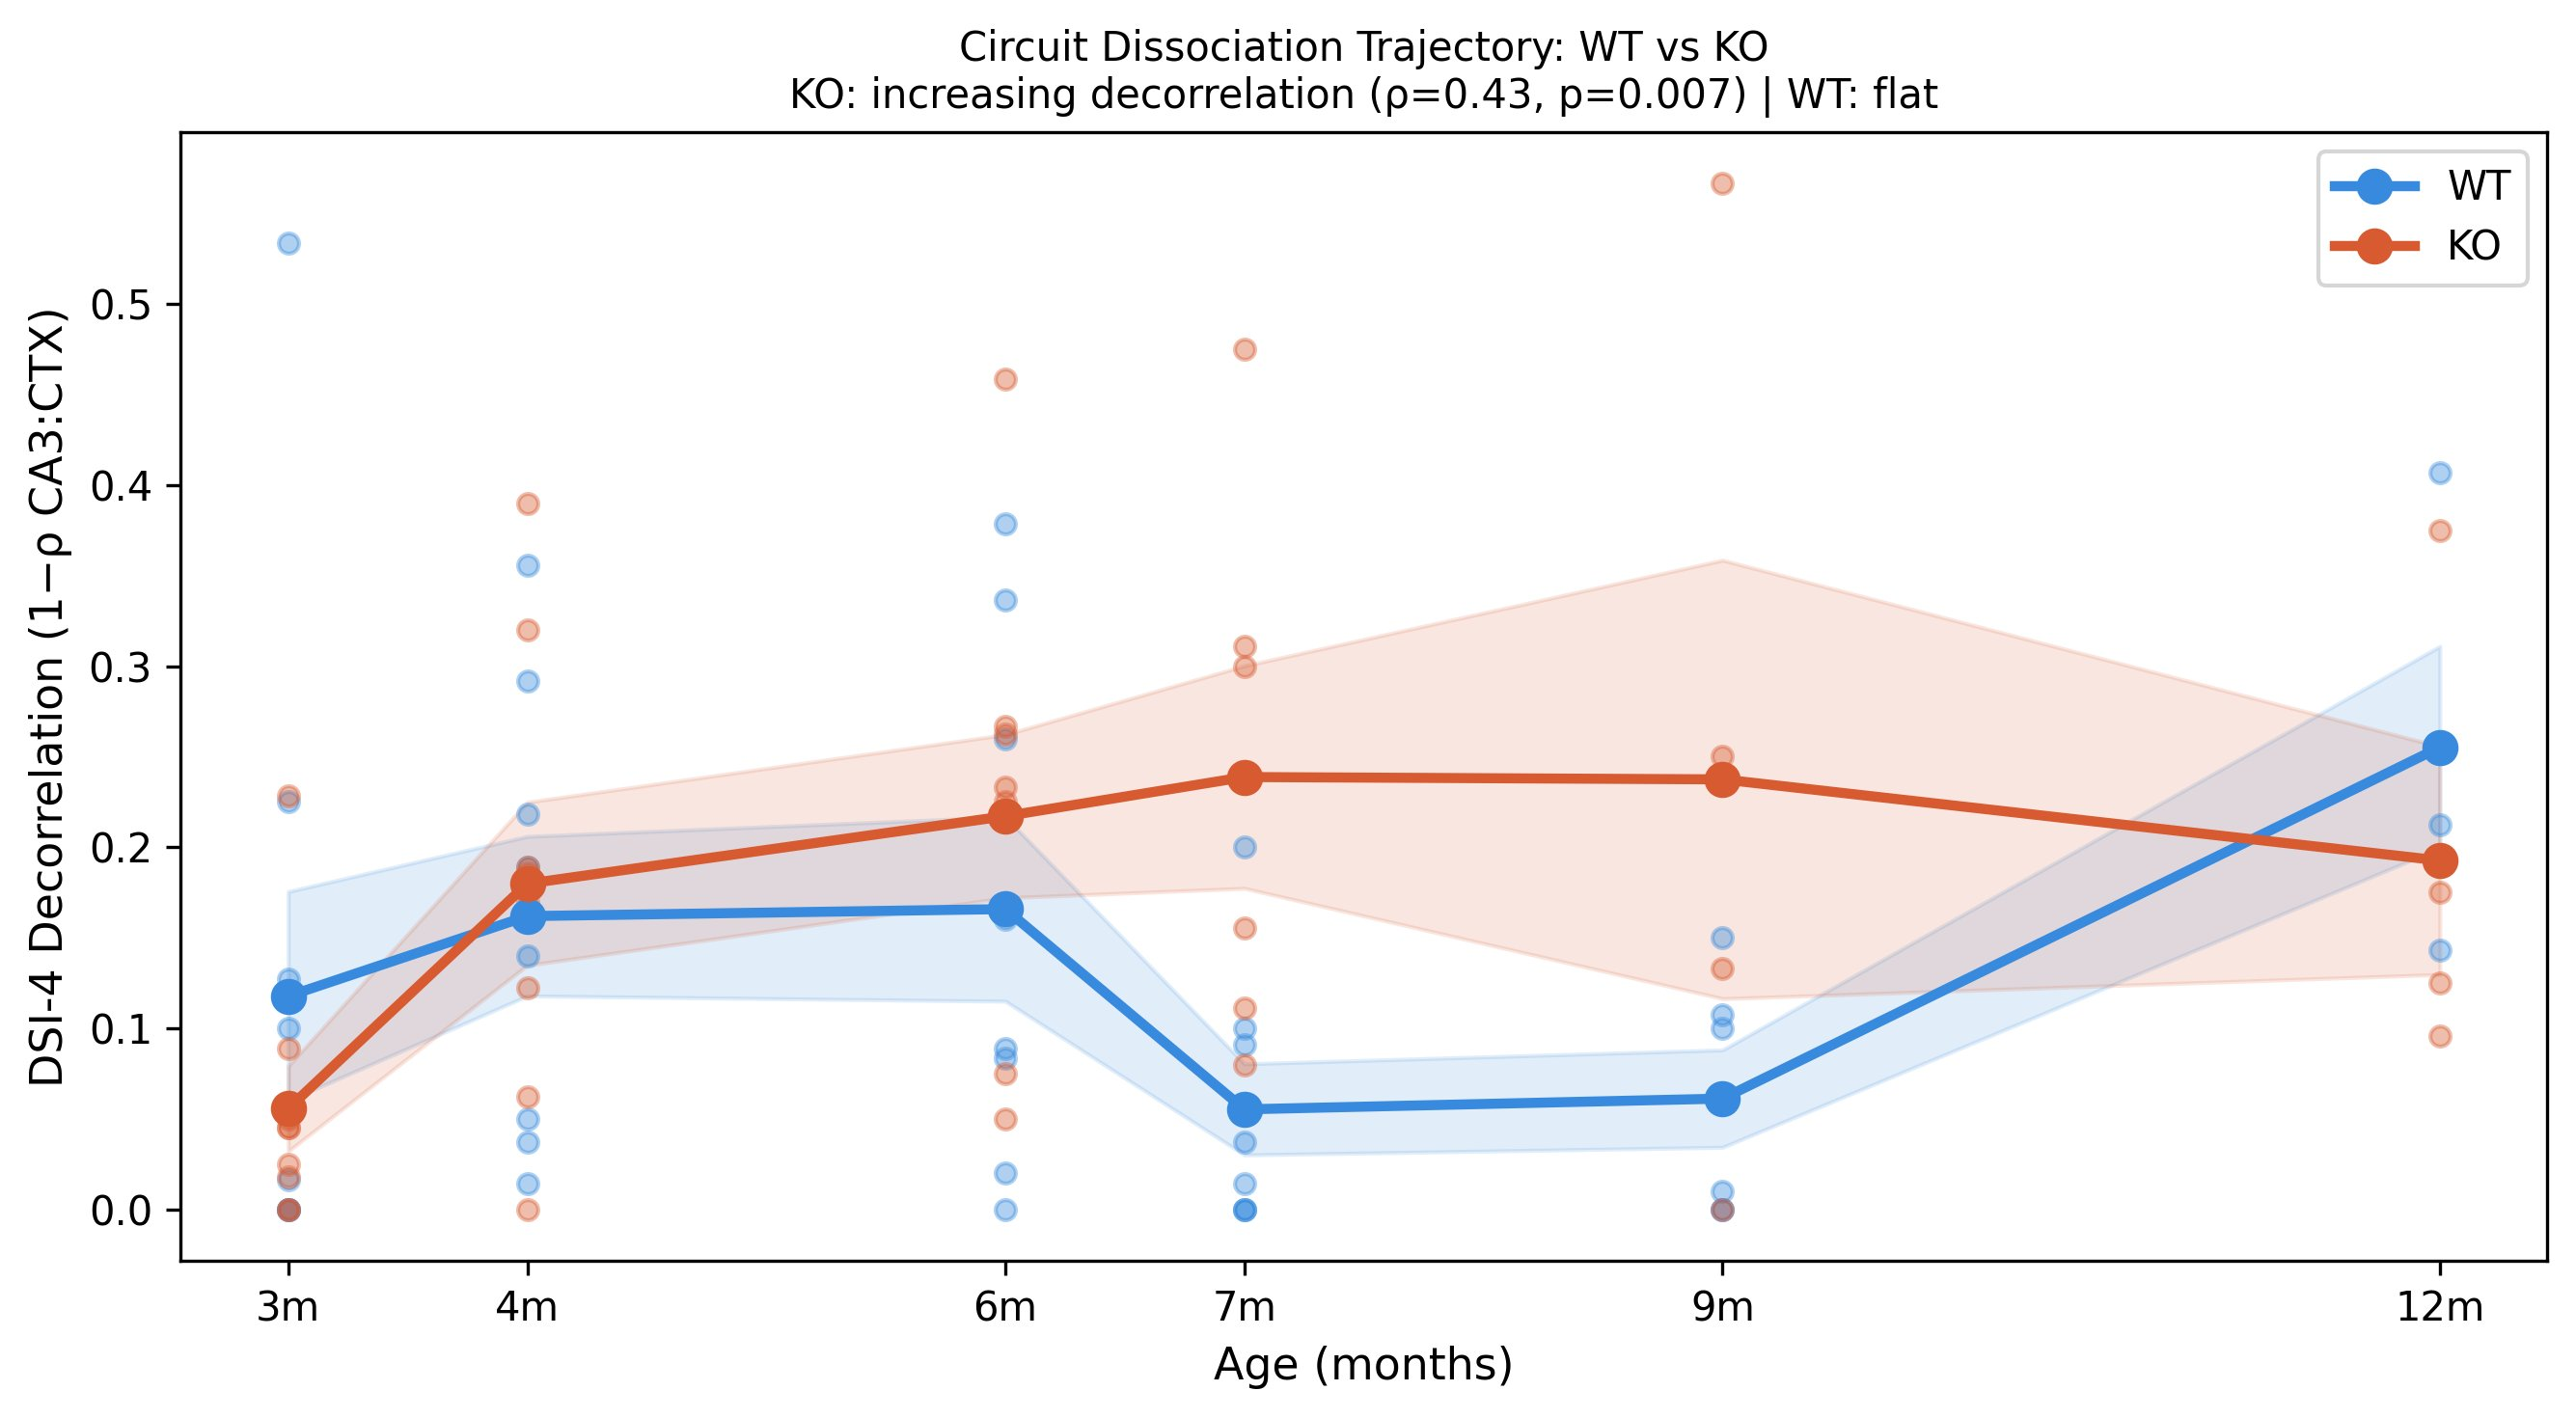 Circuit Dissociation Trajectory: WT vs KO
KO: increasing decorrelation (ρ=0.43, p=0.007) | WT: flat
WT
KO
DSI-4 Decorrelation (1−ρ CA3:CTX)
0.5
0.4
0.3
0.2
0.1
0.0
3m 4m 6m 7m 9m 12m
Age (months)